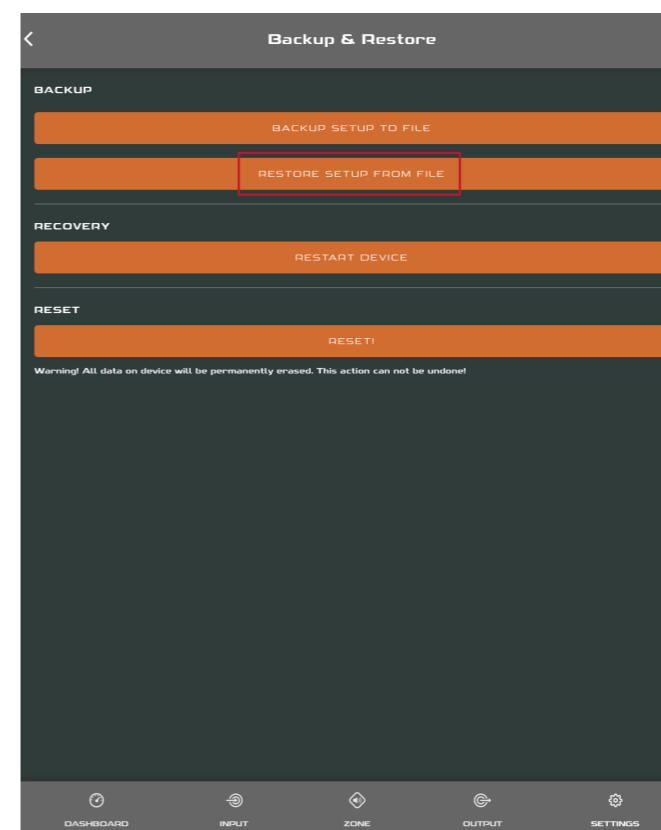 Backup & Restore
BACKUP
BACKUP SETUP TO FILE
RESTORE SETUP FROM FILE
RECOVERY
RESTART DEVICE
RESET
RESET!
Warning! All data on device will be permanently erased. This action can not be undone!
DASHBOARD INPUT ZONE OUTPUT SETTINGS